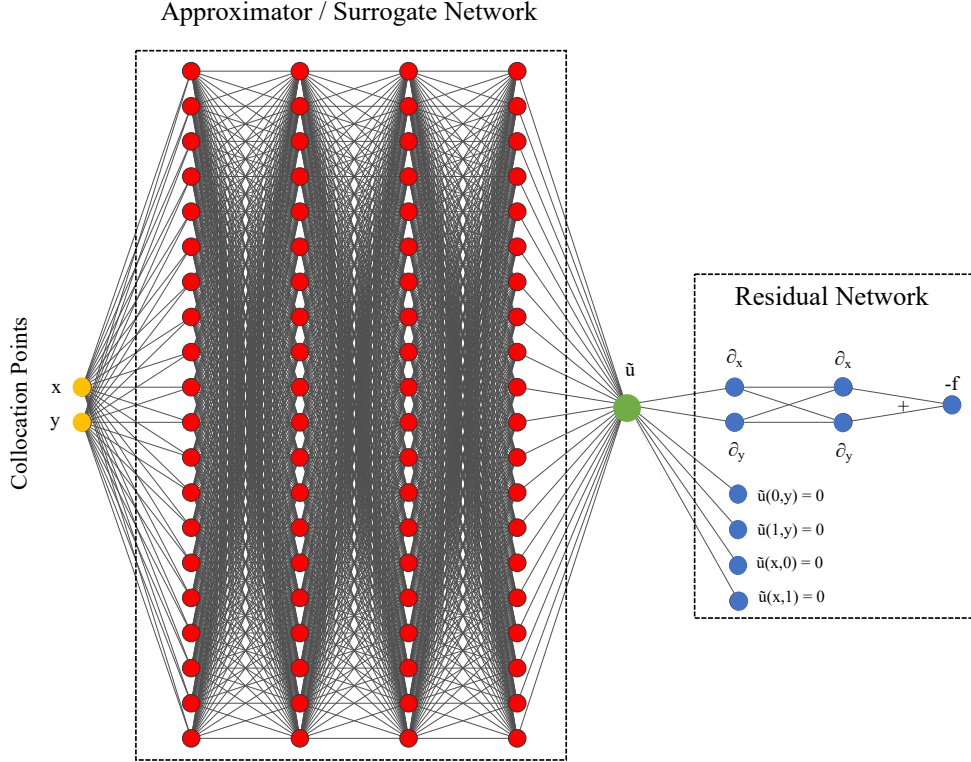 Approximator / Surrogate Network
Collocation Points
x
y
ũ
Residual Network
∂x
∂x
-f
+
∂y
∂y
ũ(0,y) = 0
ũ(1,y) = 0
ũ(x,0) = 0
ũ(x,1) = 0